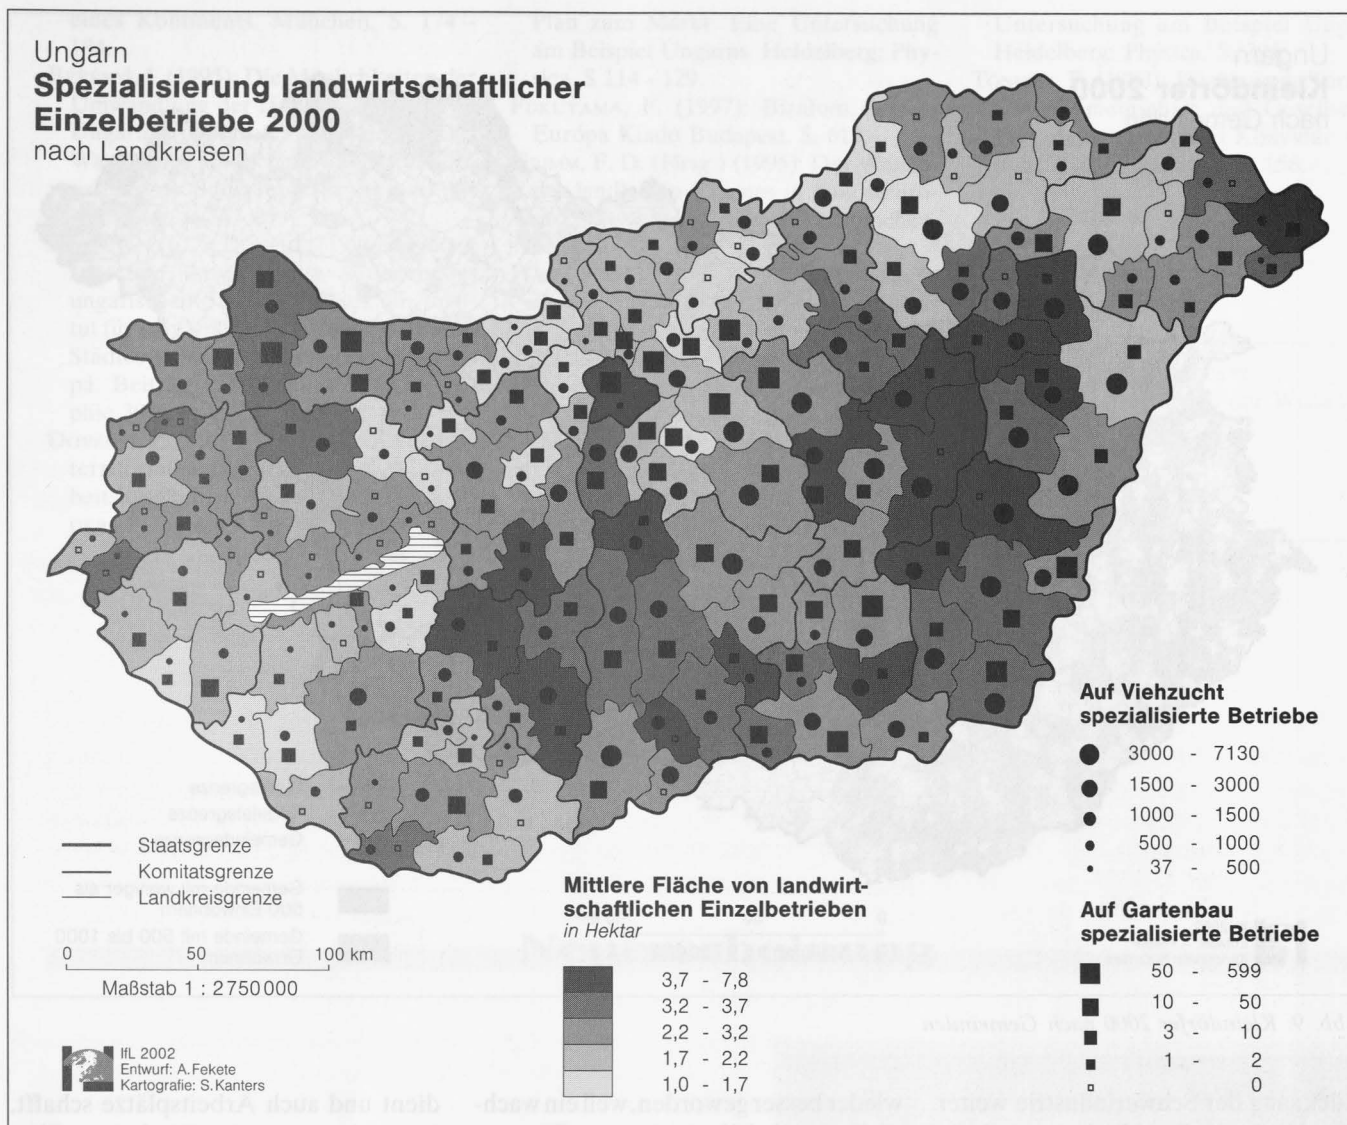 Ungarn
Spezialisierung landwirtschaftlicher
Einzelbetriebe 2000
nach Landkreisen
Auf Viehzucht
spezialisierte Betriebe
3000 - 7130
1500 - 3000
1000 - 1500
500 - 1000
37 - 500
Auf Gartenbau
spezialisierte Betriebe
50 - 599
10 - 50
3 - 10
1 - 2
0
Staatsgrenze
Komitatsgrenze
Landkreisgrenze
0 50 100 km
Maßstab 1 : 2750000
Mittlere Fläche von landwirt-
schaftlichen Einzelbetrieben
in Hektar
3,7 - 7,8
3,2 - 3,7
2,2 - 3,2
1,7 - 2,2
1,0 - 1,7
IfL 2002
Entwurf: A.Fekete
Kartografie: S.Kanters